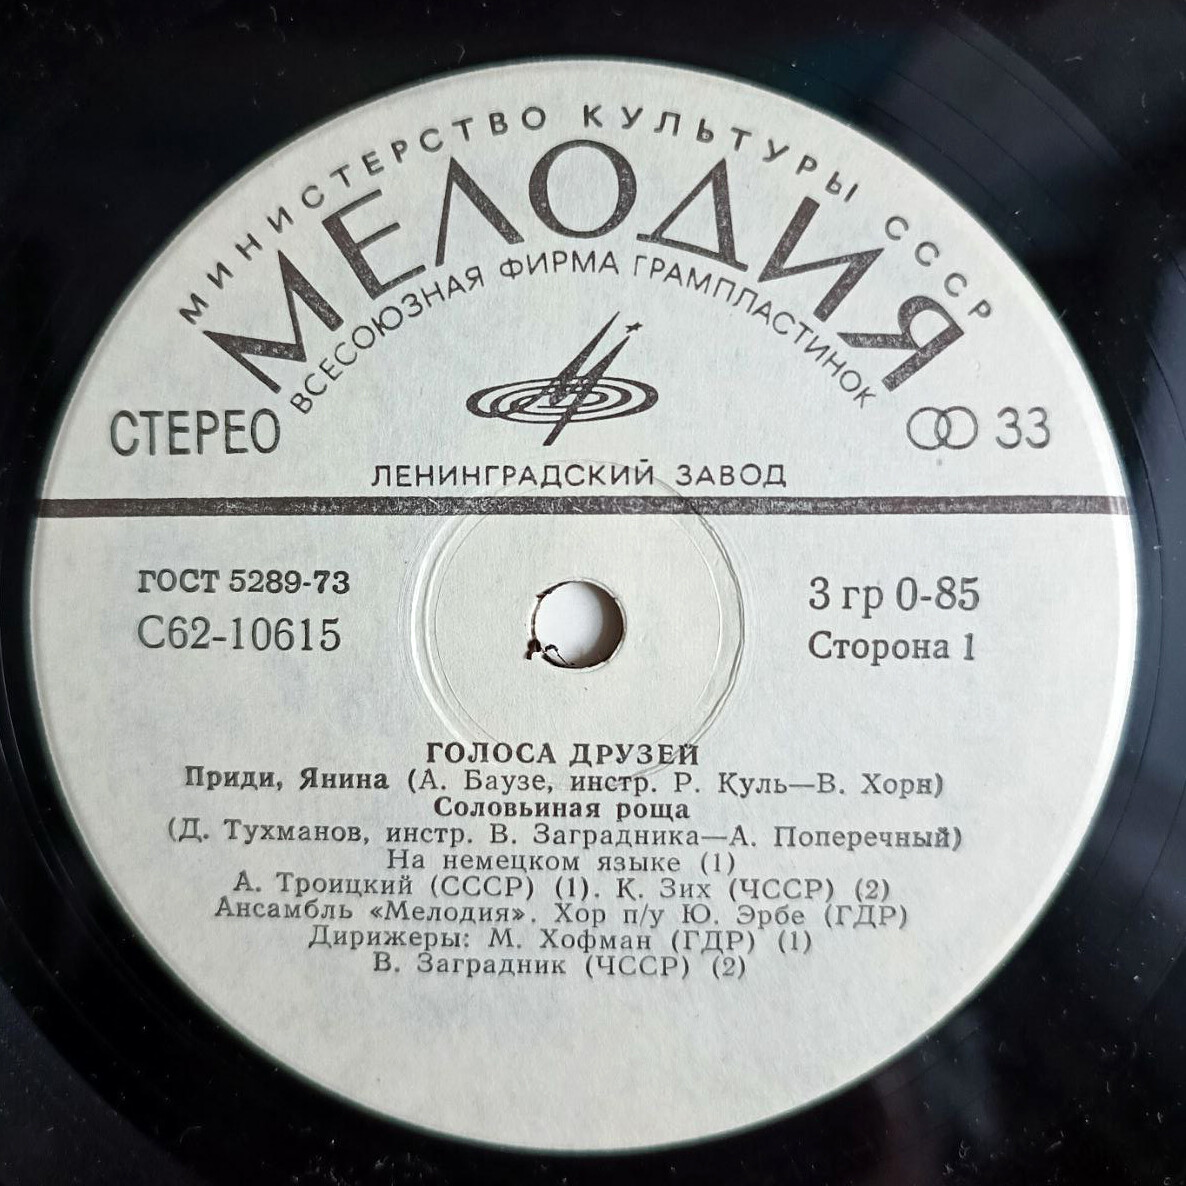 МИНИСТЕРСТВО КУЛЬТУРЫ СССР
МЕЛОДИЯ
ВСЕСОЮЗНАЯ ФИРМА ГРАМПЛАСТИНОК
СТЕРЕО
33
ЛЕНИНГРАДСКИЙ ЗАВОД
ГОСТ 5289-73
С62-10615
3 гр 0-85
Сторона 1
ГОЛОСА ДРУЗЕЙ
Приди, Янина (А. Баузе, инстр. Р. Куль—В. Хорн)
Соловьиная роща
(Д. Тухманов, инстр. В. Заградника—А. Поперечный)
На немецком языке (1)
А. Троицкий (СССР) (1). К. Зих (ЧССР) (2)
Ансамбль «Мелодия». Хор п/у Ю. Эрбе (ГДР)
Дирижеры: М. Хофман (ГДР) (1)
В. Заградник (ЧССР) (2)